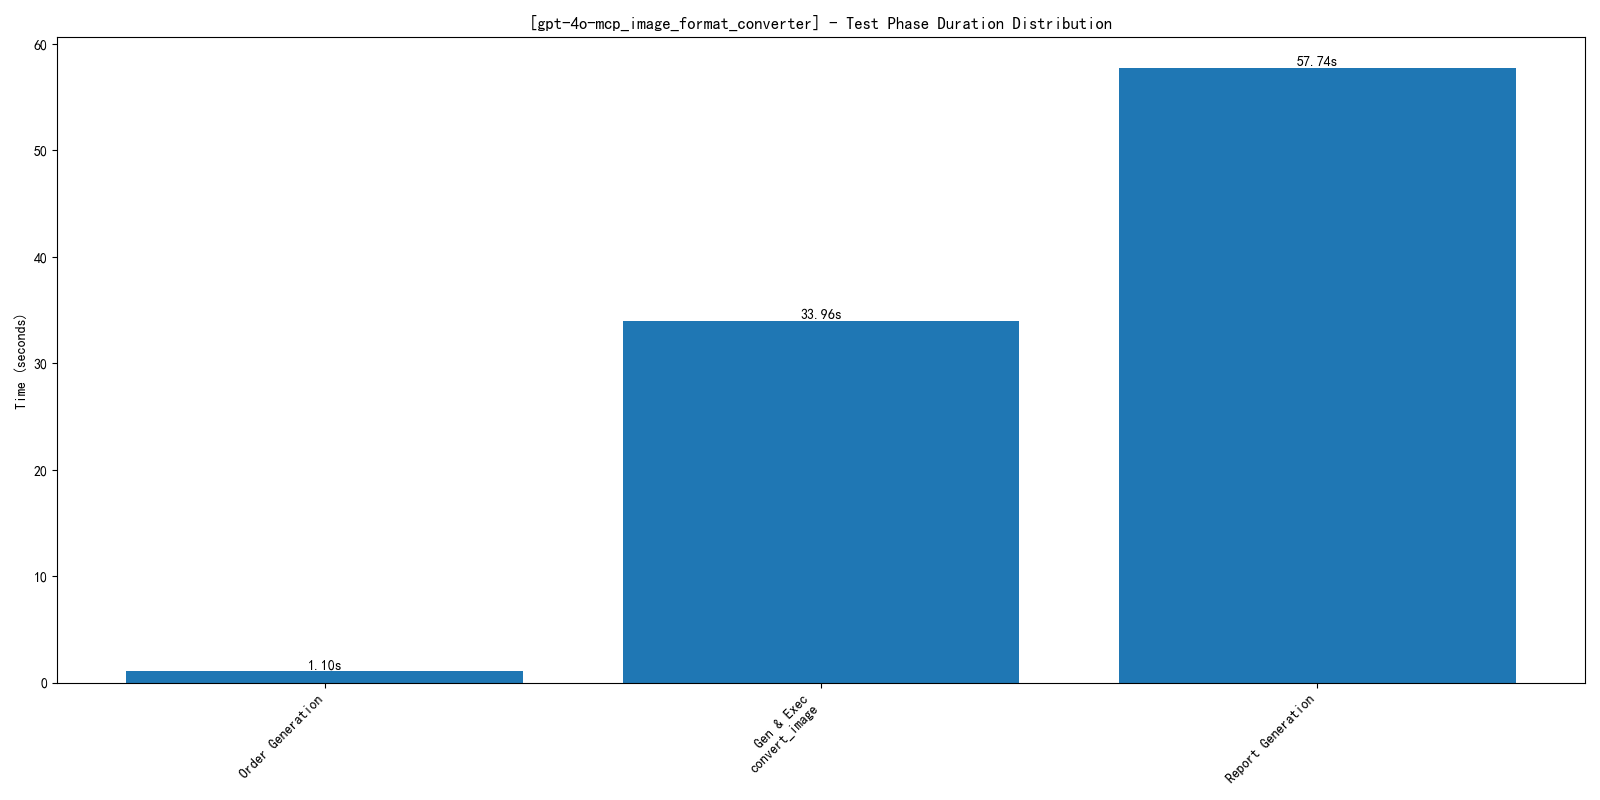 [gpt-4o-mcp_image_format_converter] - Test Phase Duration Distribution
60
50
40
30
20
10
0
Time (seconds)
1.10s
33.96s
57.74s
Order Generation
Gen & Exec
convert_image
Report Generation